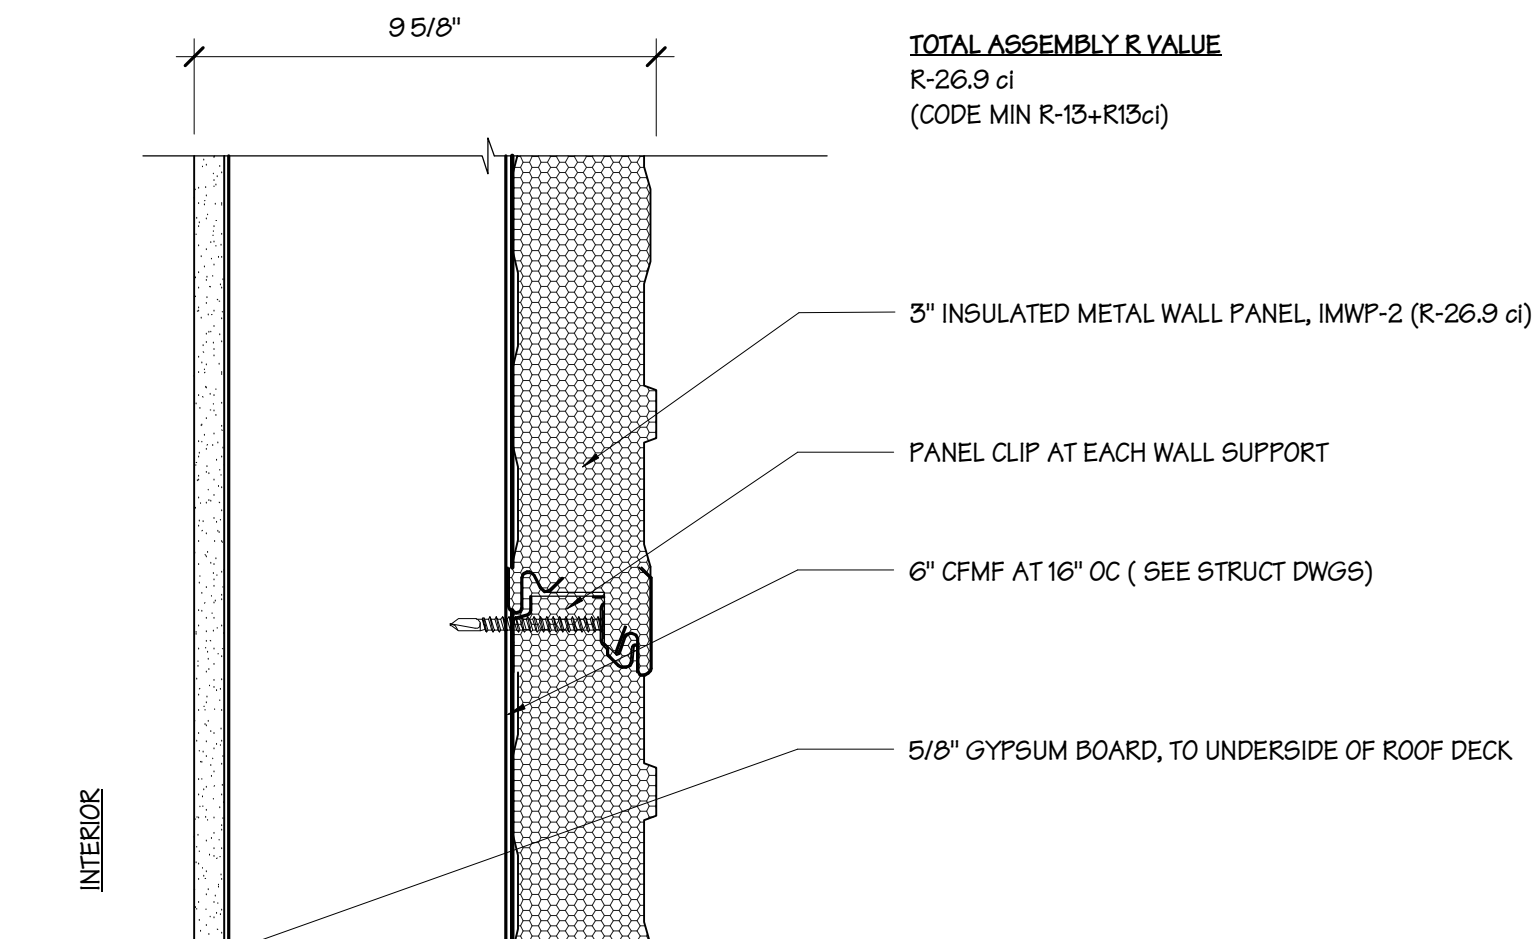 9 5/8"
TOTAL ASSEMBLY R VALUE
R-26.9 ci
(CODE MIN R-13+R13ci)
3" INSULATED METAL WALL PANEL, IMWP-2 (R-26.9 ci)
PANEL CLIP AT EACH WALL SUPPORT
6" CFMF AT 16" OC ( SEE STRUCT DWGS)
5/8" GYPSUM BOARD, TO UNDERSIDE OF ROOF DECK
INTERIOR